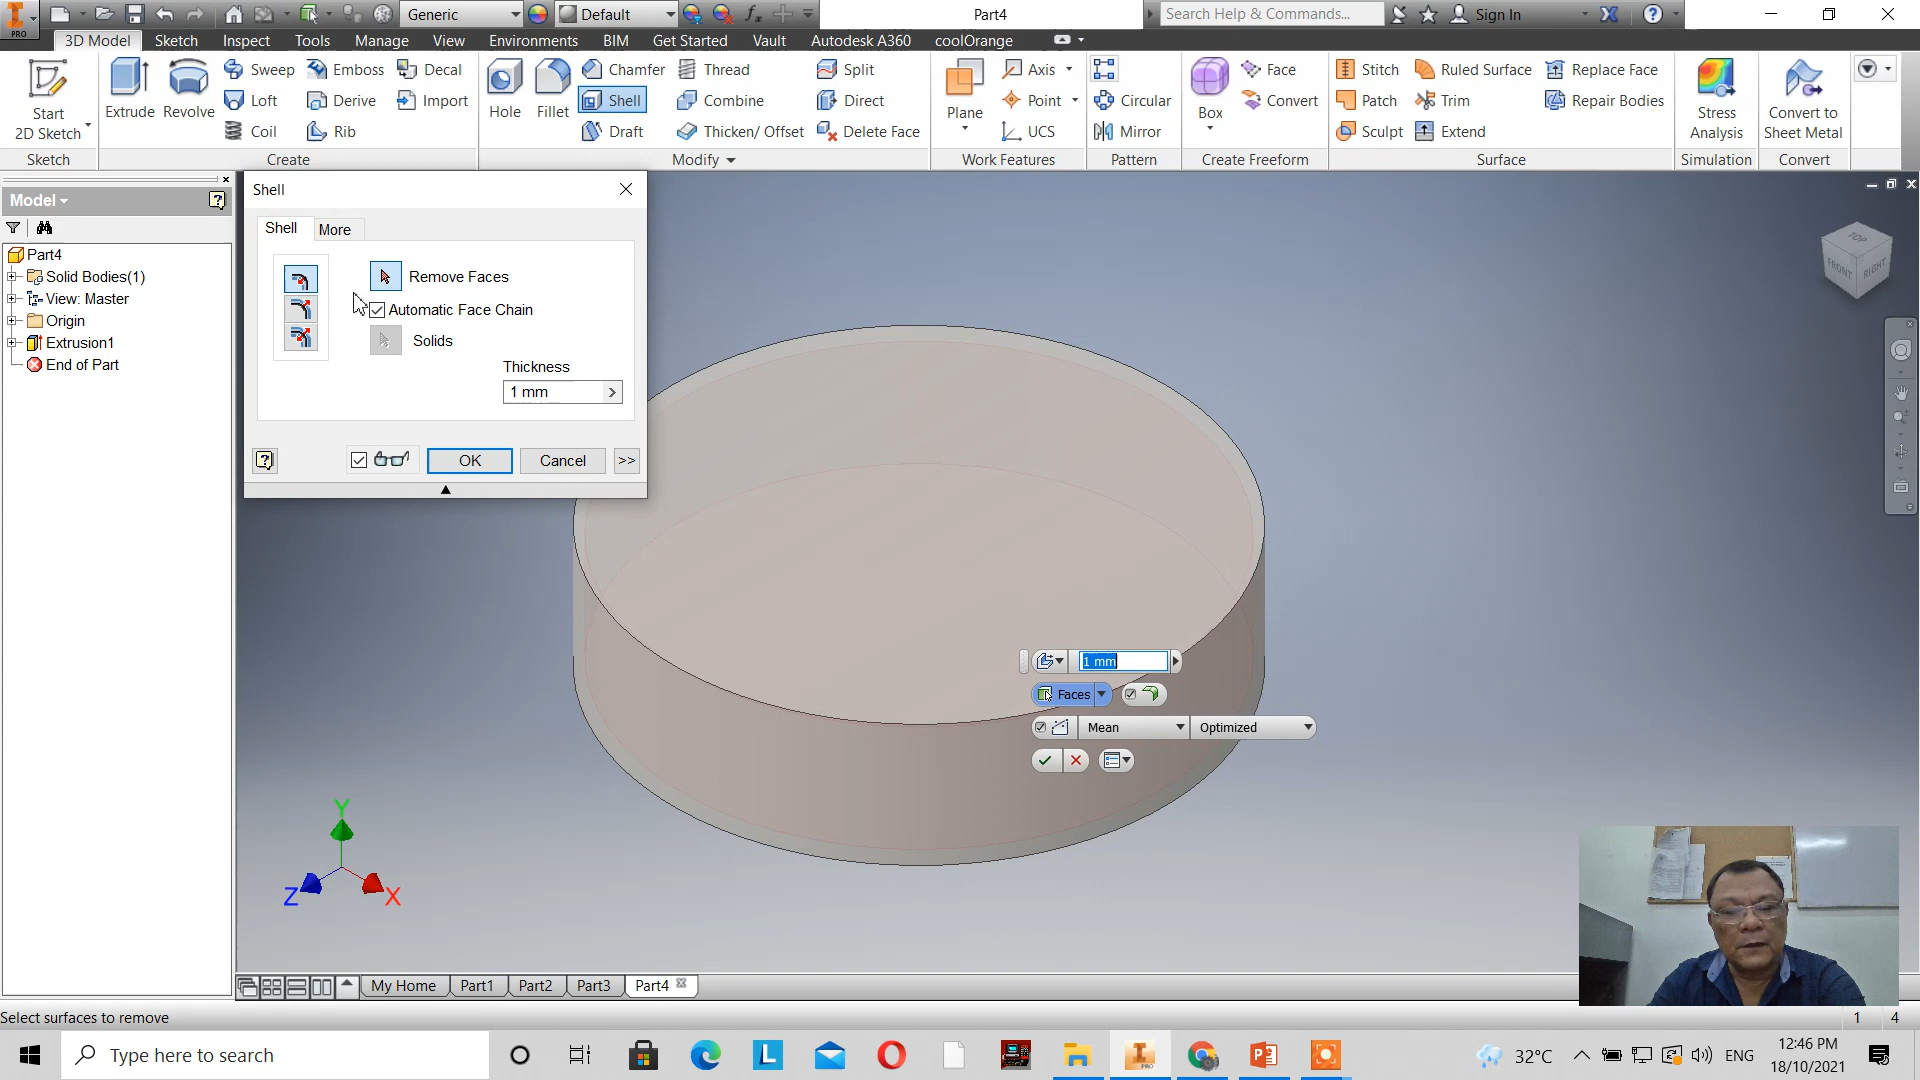 PRO
Generic
Default
Part4
Search Help & Commands...
Sign In
3D Model
Sketch
Inspect
Tools
Manage
View
Environments
BIM
Get Started
Vault
Autodesk A360
coolOrange
Start
2D Sketch
Extrude
Revolve
Sweep
Loft
Coil
Emboss
Derive
Rib
Decal
Import
Hole
Fillet
Chamfer
Shell
Draft
Thread
Combine
Thicken/ Offset
Split
Direct
Delete Face
Plane
Axis
Point
UCS
Circular
Mirror
Box
Face
Convert
Stitch
Patch
Sculpt
Ruled Surface
Trim
Extend
Replace Face
Repair Bodies
Stress
Analysis
Convert to
Sheet Metal
Sketch
Create
Modify
Work Features
Pattern
Create Freeform
Surface
Simulation
Convert
Model
Part4
Solid Bodies(1)
View: Master
Origin
Extrusion1
End of Part
Shell
Shell
More
Remove Faces
Automatic Face Chain
Solids
Thickness
1 mm
OK
Cancel
>>
TOP
FRONT
RIGHT
1 mm
Faces
Mean
Optimized
Y
Z
X
My Home
Part1
Part2
Part3
Part4
Select surfaces to remove
1
4
Type here to search
32°C
ENG
12:46 PM
18/10/2021